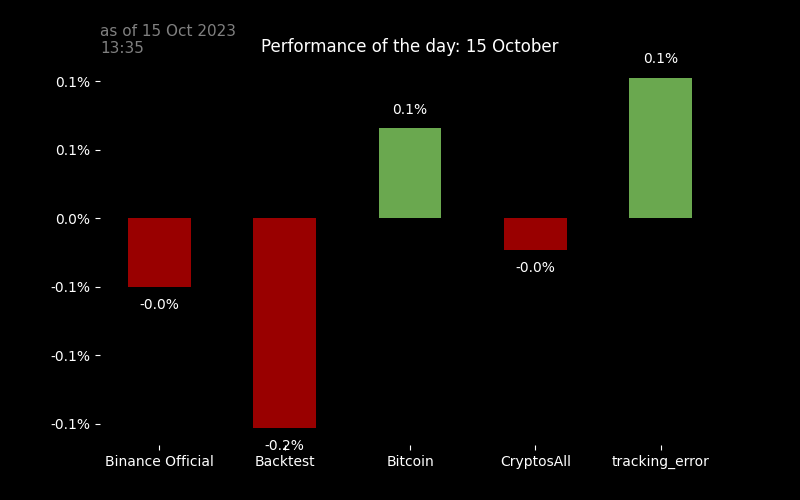 as of 15 Oct 2023
13:35
Performance of the day: 15 October
0.1%
0.1%
0.1%
0.1%
0.0%
-0.1%
-0.0%
-0.0%
-0.1%
-0.1%
-0.2%
Binance Official
Backtest
Bitcoin
CryptosAll
tracking_error